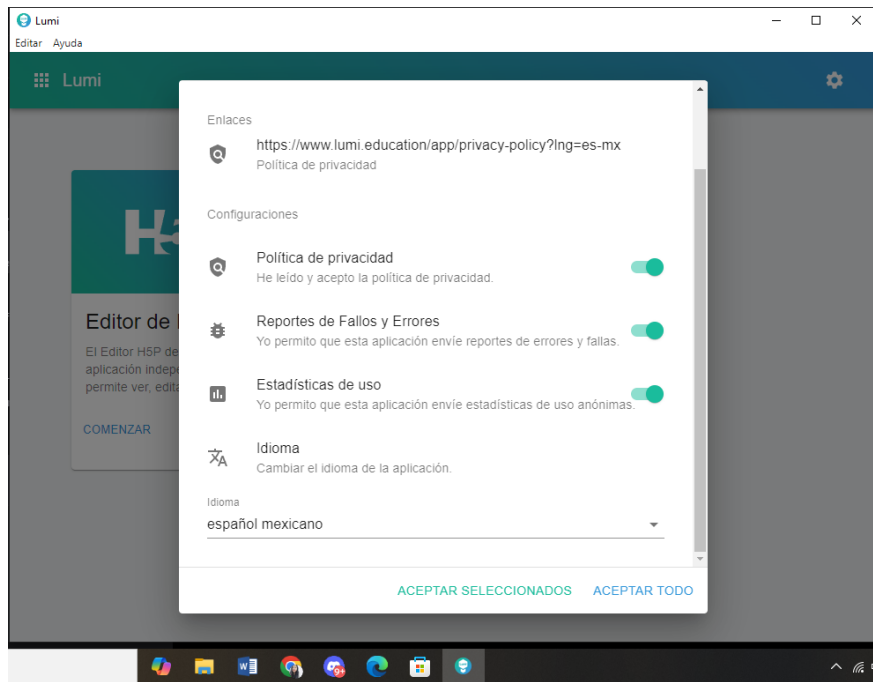 Lumi
Editar Ayuda
Lumi
Enlaces
https://www.lumi.education/app/privacy-policy?lng=es-mx
Política de privacidad
Configuraciones
Política de privacidad
He leído y acepto la política de privacidad.
Reportes de Fallos y Errores
Yo permito que esta aplicación envíe reportes de errores y fallas.
Estadísticas de uso
Yo permito que esta aplicación envíe estadísticas de uso anónimas.
Idioma
Cambiar el idioma de la aplicación.
Idioma
español mexicano
ACEPTAR SELECCIONADOS ACEPTAR TODO
Editor de
El Editor H5P de
aplicación
permite ver,
COMENZAR